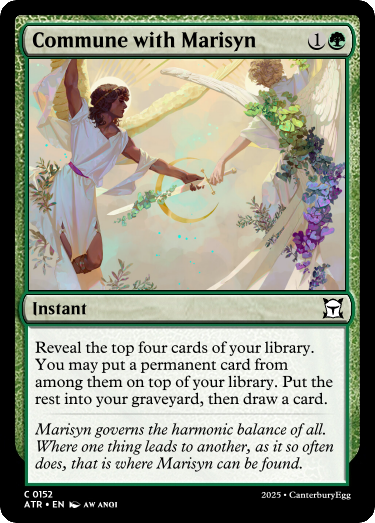 Commune with Marisyn 1
Instant
Reveal the top four cards of your library.
You may put a permanent card from
among them on top of your library. Put the
rest into your graveyard, then draw a card.
Marisyn governs the harmonic balance of all.
Where one thing leads to another, as it so often
does, that is where Marisyn can be found.
C 0152
ATR • EN AW ANOI
2025 • CanterburyEgg